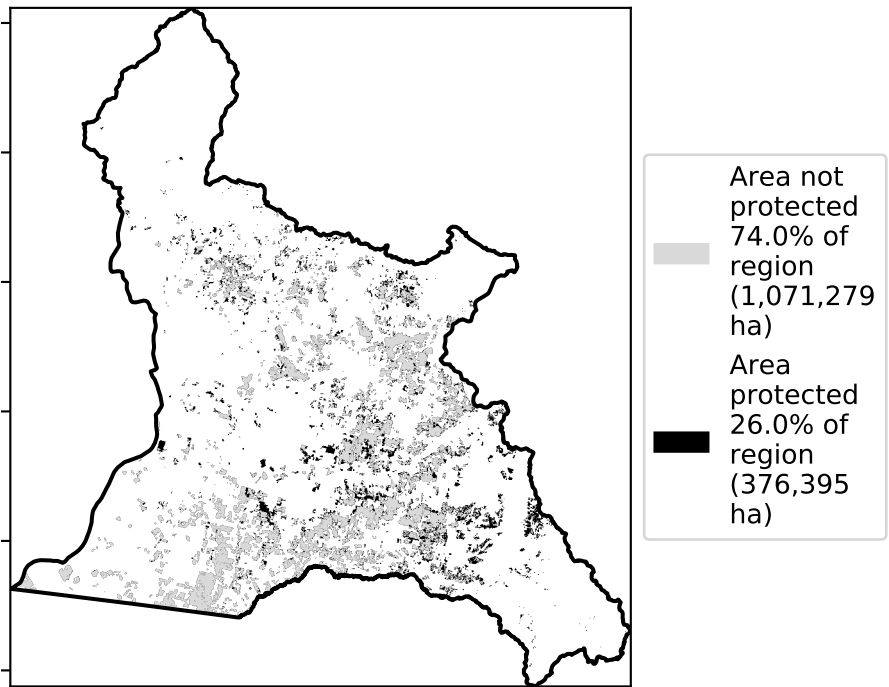 Area not
protected
74.0% of
region
(1,071,279
ha)
Area
protected
26.0% of
region
(376,395
ha)